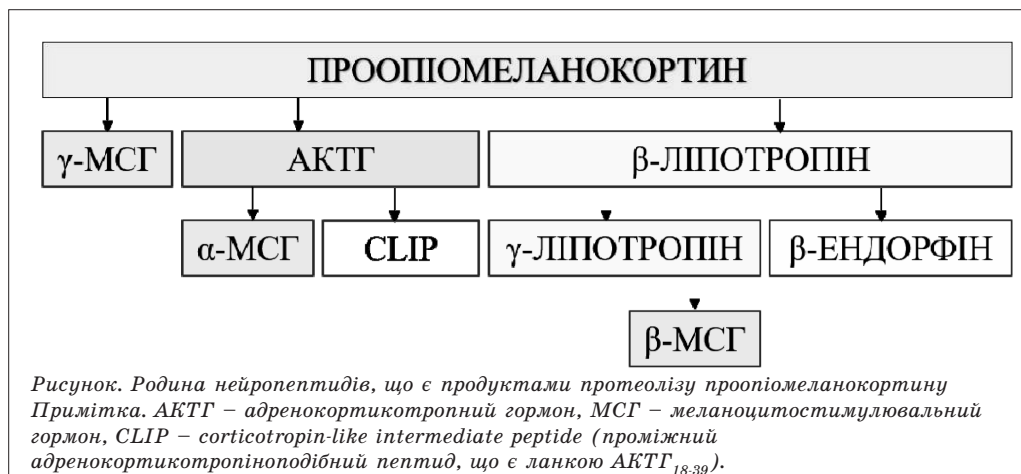 ПРООПІОМЕЛАНОКОРТИН
γ-МСГ АКТГ β-ЛІПОТРОПІН
α-МСГ CLIP γ-ЛІПОТРОПІН β-ЕНДОРФІН
β-МСГ
Рисунок. Родина нейропептидів, що є продуктами протеолізу проопіомеланокортину
Примітка. АКТГ – адренокортикотропний гормон, МСГ – меланоцитостимулювальний
гормон, CLIP – corticotropin-like intermediate peptide (проміжний
адренокортикотропіноподібний пептид, що є ланкою АКТГ18-39).